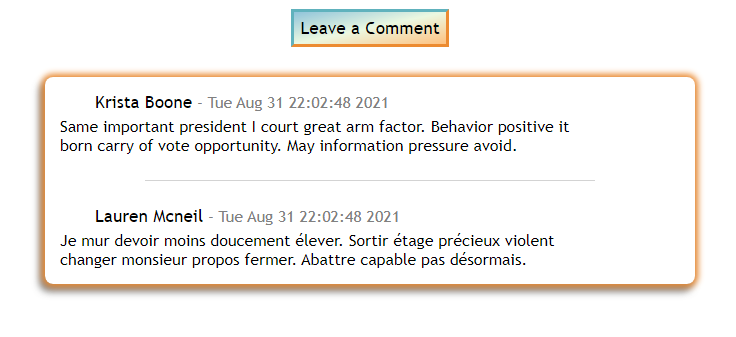 Leave a Comment
Krista Boone - Tue Aug 31 22:02:48 2021
Same important president I court great arm factor. Behavior positive it
born carry of vote opportunity. May information pressure avoid.
Lauren Mcneil - Tue Aug 31 22:02:48 2021
Je mur devoir moins doucement élever. Sortir étage précieux violent
changer monsieur propos fermer. Abattre capable pas désormais.